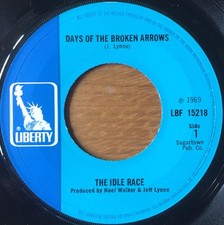 DAYS OF THE BROKEN ARROWS
(J. Lynne)
℗ 1969
LBF 15218
Side
1
Sugartown
Pub. Co.
LIBERTY
THE IDLE RACE
Produced by Noel Walker & Jeff Lynne